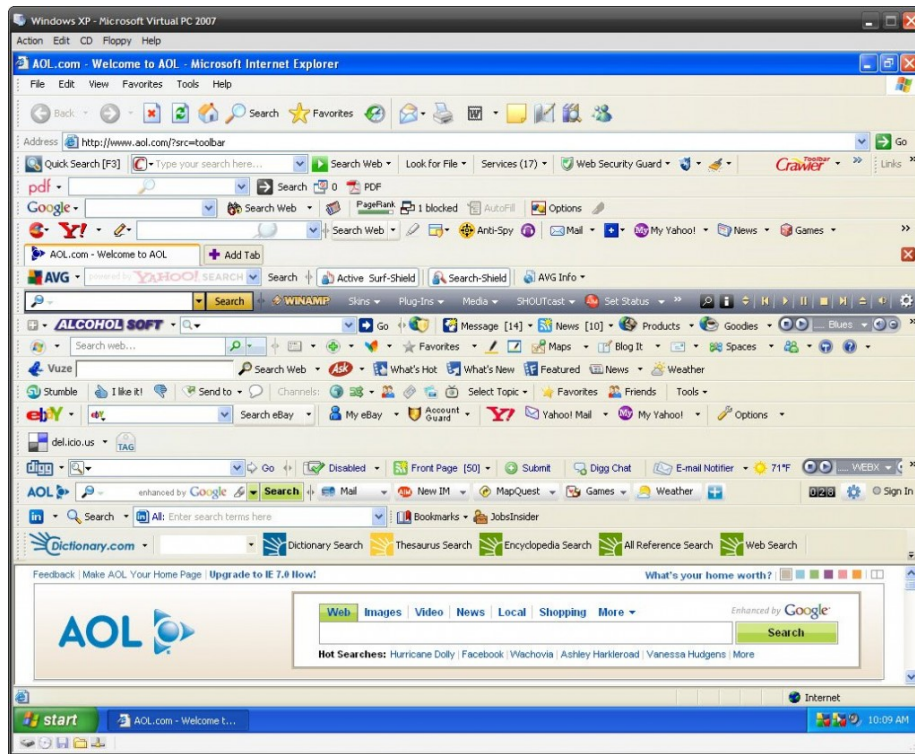 Windows XP - Microsoft Virtual PC 2007
Action Edit CD Floppy Help
AOL.com - Welcome to AOL - Microsoft Internet Explorer
File Edit View Favorites Tools Help
Back Search Favorites
Address http://www.aol.com/?src=toolbar Go
Quick Search [F3] Type your search here... Search Web Look for File Services (17) Web Security Guard Crawler Toolbar Links
pdf Search 0 PDF
Google Search Web PageRank 1 blocked AutoFill Options
Y! Search Web Anti-Spy Mail My Yahoo! News Games
AOL.com - Welcome to AOL Add Tab
AVG powered by YAHOO! SEARCH Search Active Surf-Shield Search-Shield AVG Info
Search WINAMP Skins Plug-Ins Media SHOUTcast Set Status
ALCOHOL SOFT Go Message [14] News [10] Products Goodies ... Blues
Search web... Favorites Maps Blog It Spaces
Vuze Search Web Ask What's Hot What's New Featured News Weather
Stumble I like it! Send to Channels: Select Topic Favorites Friends Tools
ebY ebY Search eBay My eBay Account Guard Y7 Yahoo! Mail My Yahoo! Options
del.icio.us TAG
digg Go Disabled Front Page [50] Submit Digg Chat E-mail Notifier 71°F .... WEBX
AOL enhanced by Google Search Mail New IM MapQuest Games Weather 026 Sign In
in Search in All: Enter search terms here Bookmarks JobsInsider
Dictionary.com Dictionary Search Thesaurus Search Encyclopedia Search All Reference Search Web Search
Feedback | Make AOL Your Home Page | Upgrade to IE 7.0 Now! What's your home worth?
Web Images Video News Local Shopping More Enhanced by Google
AOL Search
Hot Searches: Hurricane Dolly | Facebook | Wachovia | Ashley Harkleroad | Vanessa Hudgens | More
Internet
start AOL.com - Welcome t... 10:09 AM